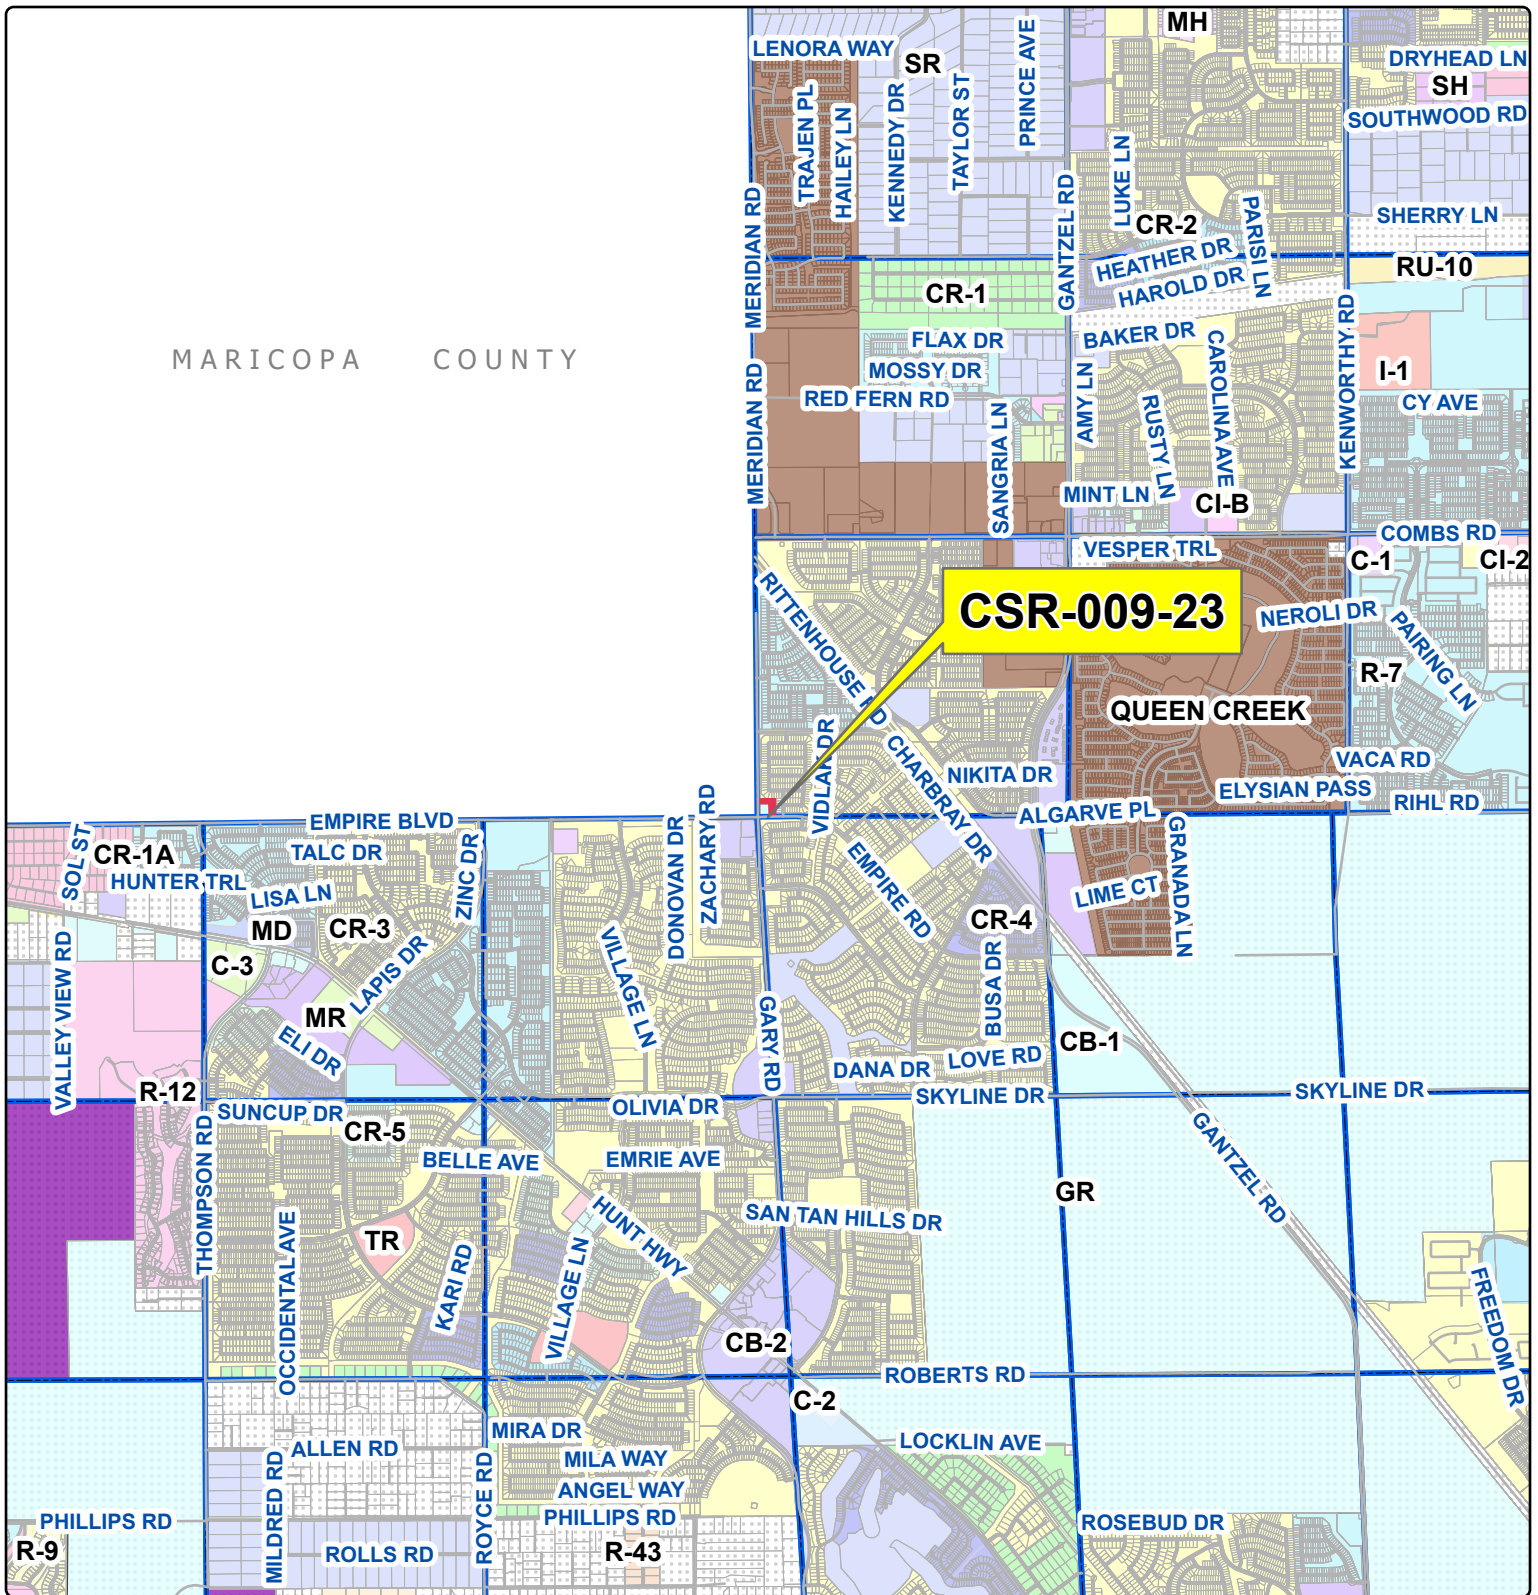 MH
LENORA WAY
SR
PRINCE AVE
DRYHEAD LN
SH
TRAJEN PL
HAILEY LN
KENNEDY DR
TAYLOR ST
SOUTHWOOD RD
LUKE LN
MERIDIAN RD
GANTZEL RD
CR-2
PARISI LN
SHERRY LN
HEATHER DR
RU-10
HAROLD DR
CR-1
KENWORTHY RD
BAKER DR
FLAX DR
MARICOPA COUNTY
MOSSY DR
I-1
MERIDIAN RD
RED FERN RD
AMY LN
RUSTY LN
CAROLINA AVE
CY AVE
SANGRIA LN
MINT LN
CI-B
COMBS RD
VESPER TRL
C-1
CI-2
RITTENHOUSE RD
CSR-009-23
NEROLI DR
PAIRING LN
R-7
QUEEN CREEK
VIDLAK DR
CHARBRAY DR
NIKITA DR
VACA RD
ELYSIAN PASS
RIHL RD
ALGARVE PL
EMPIRE BLVD
SOL ST
CR-1A
TALC DR
ZINC DR
DONOVAN DR
ZACHARY RD
EMPIRE RD
GRANADA LN
HUNTER TRL
LISA LN
LIME CT
MD
CR-3
CR-4
VALLEY VIEW RD
C-3
LAPIS DR
VILLAGE LN
BUSA DR
MR
GARY RD
ELI DR
CB-1
LOVE RD
DANA DR
R-12
SKYLINE DR
SKYLINE DR
SUNCUP DR
OLIVIA DR
THOMPSON RD
CR-5
GANTZEL RD
BELLE AVE
EMRIE AVE
GR
HUNT HWY
SAN TAN HILLS DR
OCCIDENTAL AVE
TR
KARI RD
VILLAGE LN
FREEDOM DR
CB-2
ROBERTS RD
C-2
MIRA DR
ALLEN RD
LOCKLIN AVE
MILA WAY
MILDRED RD
ROYCE RD
ANGEL WAY
PHILLIPS RD
PHILLIPS RD
ROSEBUD DR
R-9
ROLLS RD
R-43